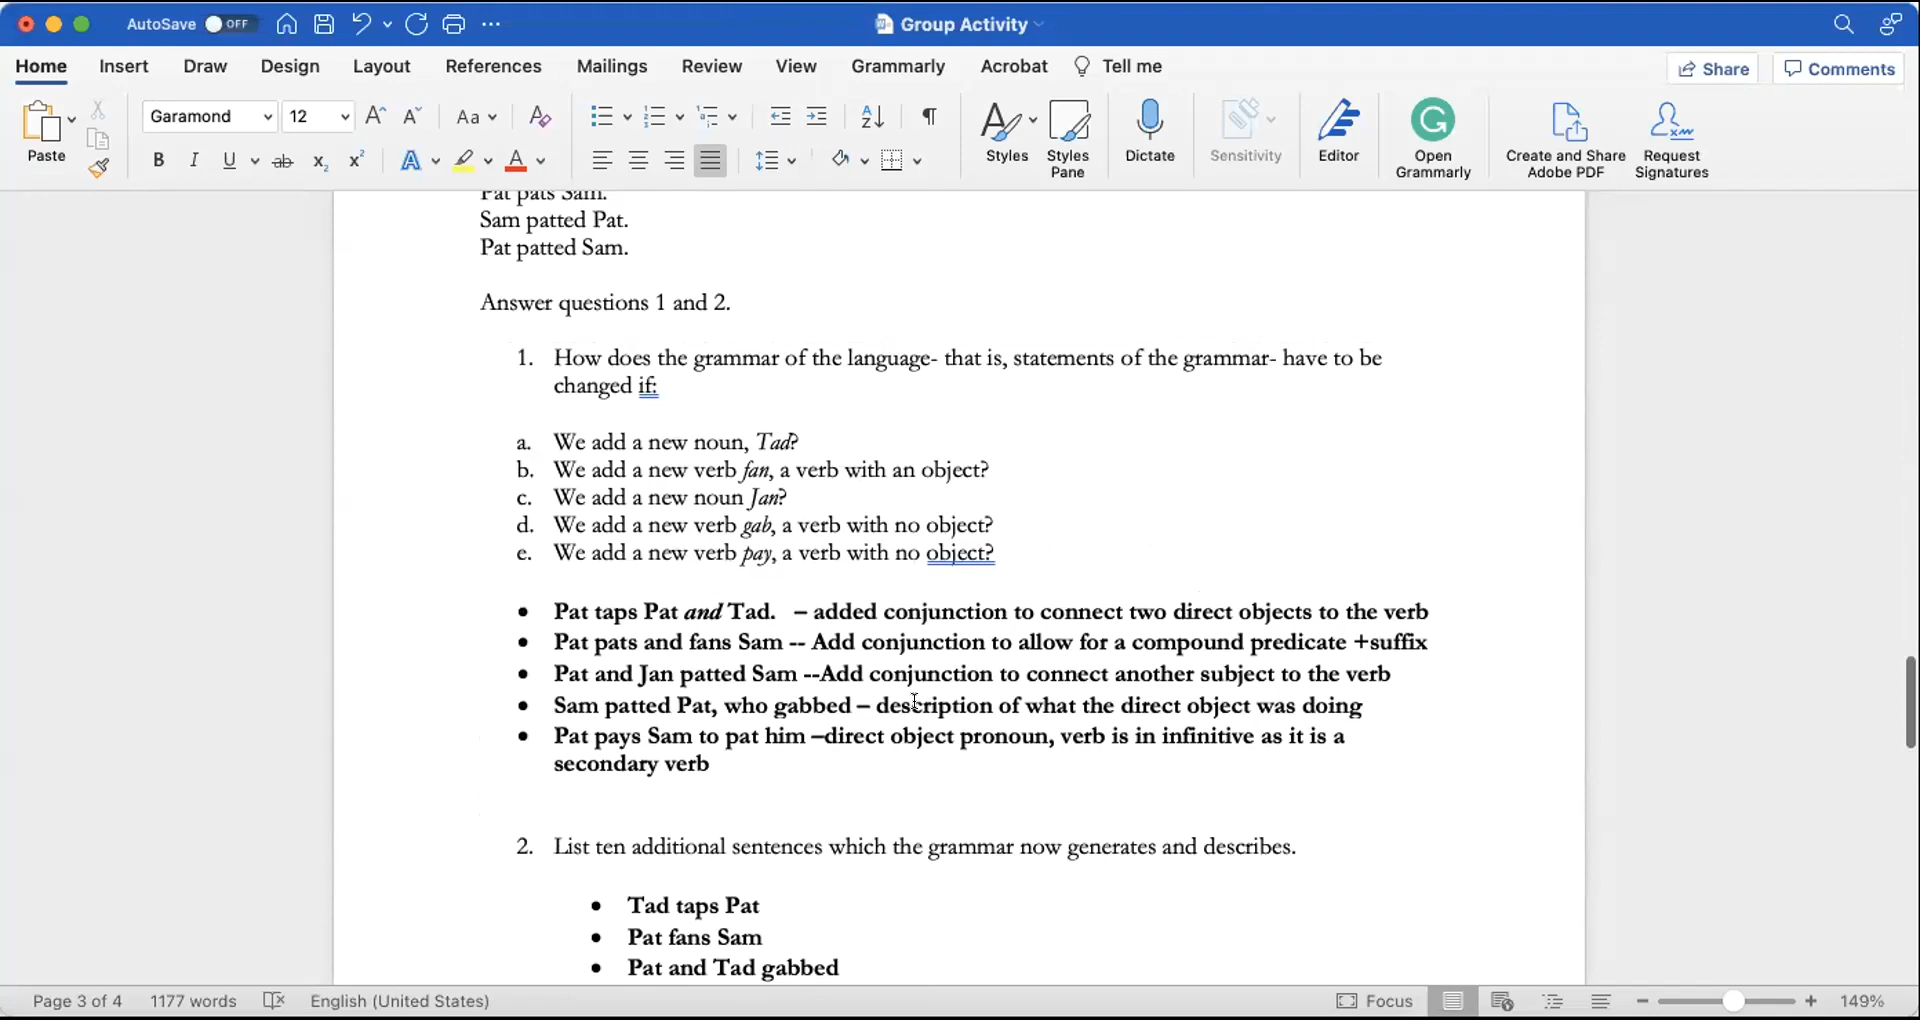 AutoSave OFF Group Activity
Home Insert Draw Design Layout References Mailings Review View Grammarly Acrobat Tell me Share Comments
Paste Garamond 12 Aa Styles Styles Pane Dictate Sensitivity Editor Open Grammarly Create and Share Adobe PDF Request Signatures
Pat pats Sam.
Sam patted Pat.
Pat patted Sam.
Answer questions 1 and 2.
1. How does the grammar of the language- that is, statements of the grammar- have to be
changed if:
a. We add a new noun, Tad?
b. We add a new verb fan, a verb with an object?
c. We add a new noun Jan?
d. We add a new verb gab, a verb with no object?
e. We add a new verb pay, a verb with no object?
• Pat taps Pat and Tad. – added conjunction to connect two direct objects to the verb
• Pat pats and fans Sam -- Add conjunction to allow for a compound predicate +suffix
• Pat and Jan patted Sam --Add conjunction to connect another subject to the verb
• Sam patted Pat, who gabbed – description of what the direct object was doing
• Pat pays Sam to pat him –direct object pronoun, verb is in infinitive as it is a
secondary verb
2. List ten additional sentences which the grammar now generates and describes.
• Tad taps Pat
• Pat fans Sam
• Pat and Tad gabbed
Page 3 of 4 1177 words English (United States) Focus 149%